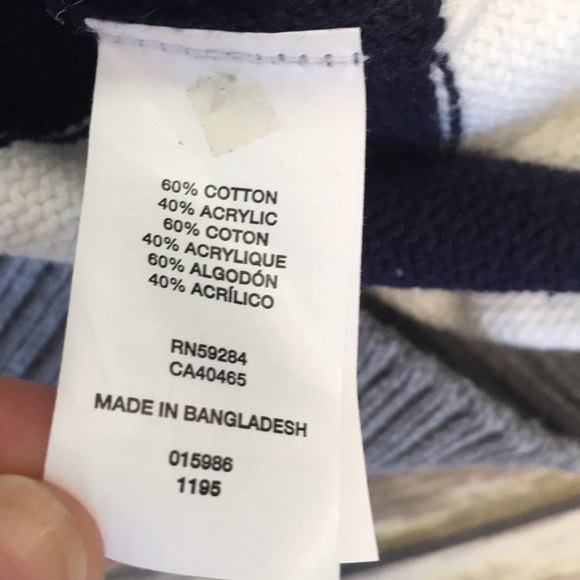 60% COTTON
40% ACRYLIC
60% COTON
40% ACRYLIQUE
60% ALGODÓN
40% ACRÍLICO
RN59284
CA40465
MADE IN BANGLADESH
015986
1195